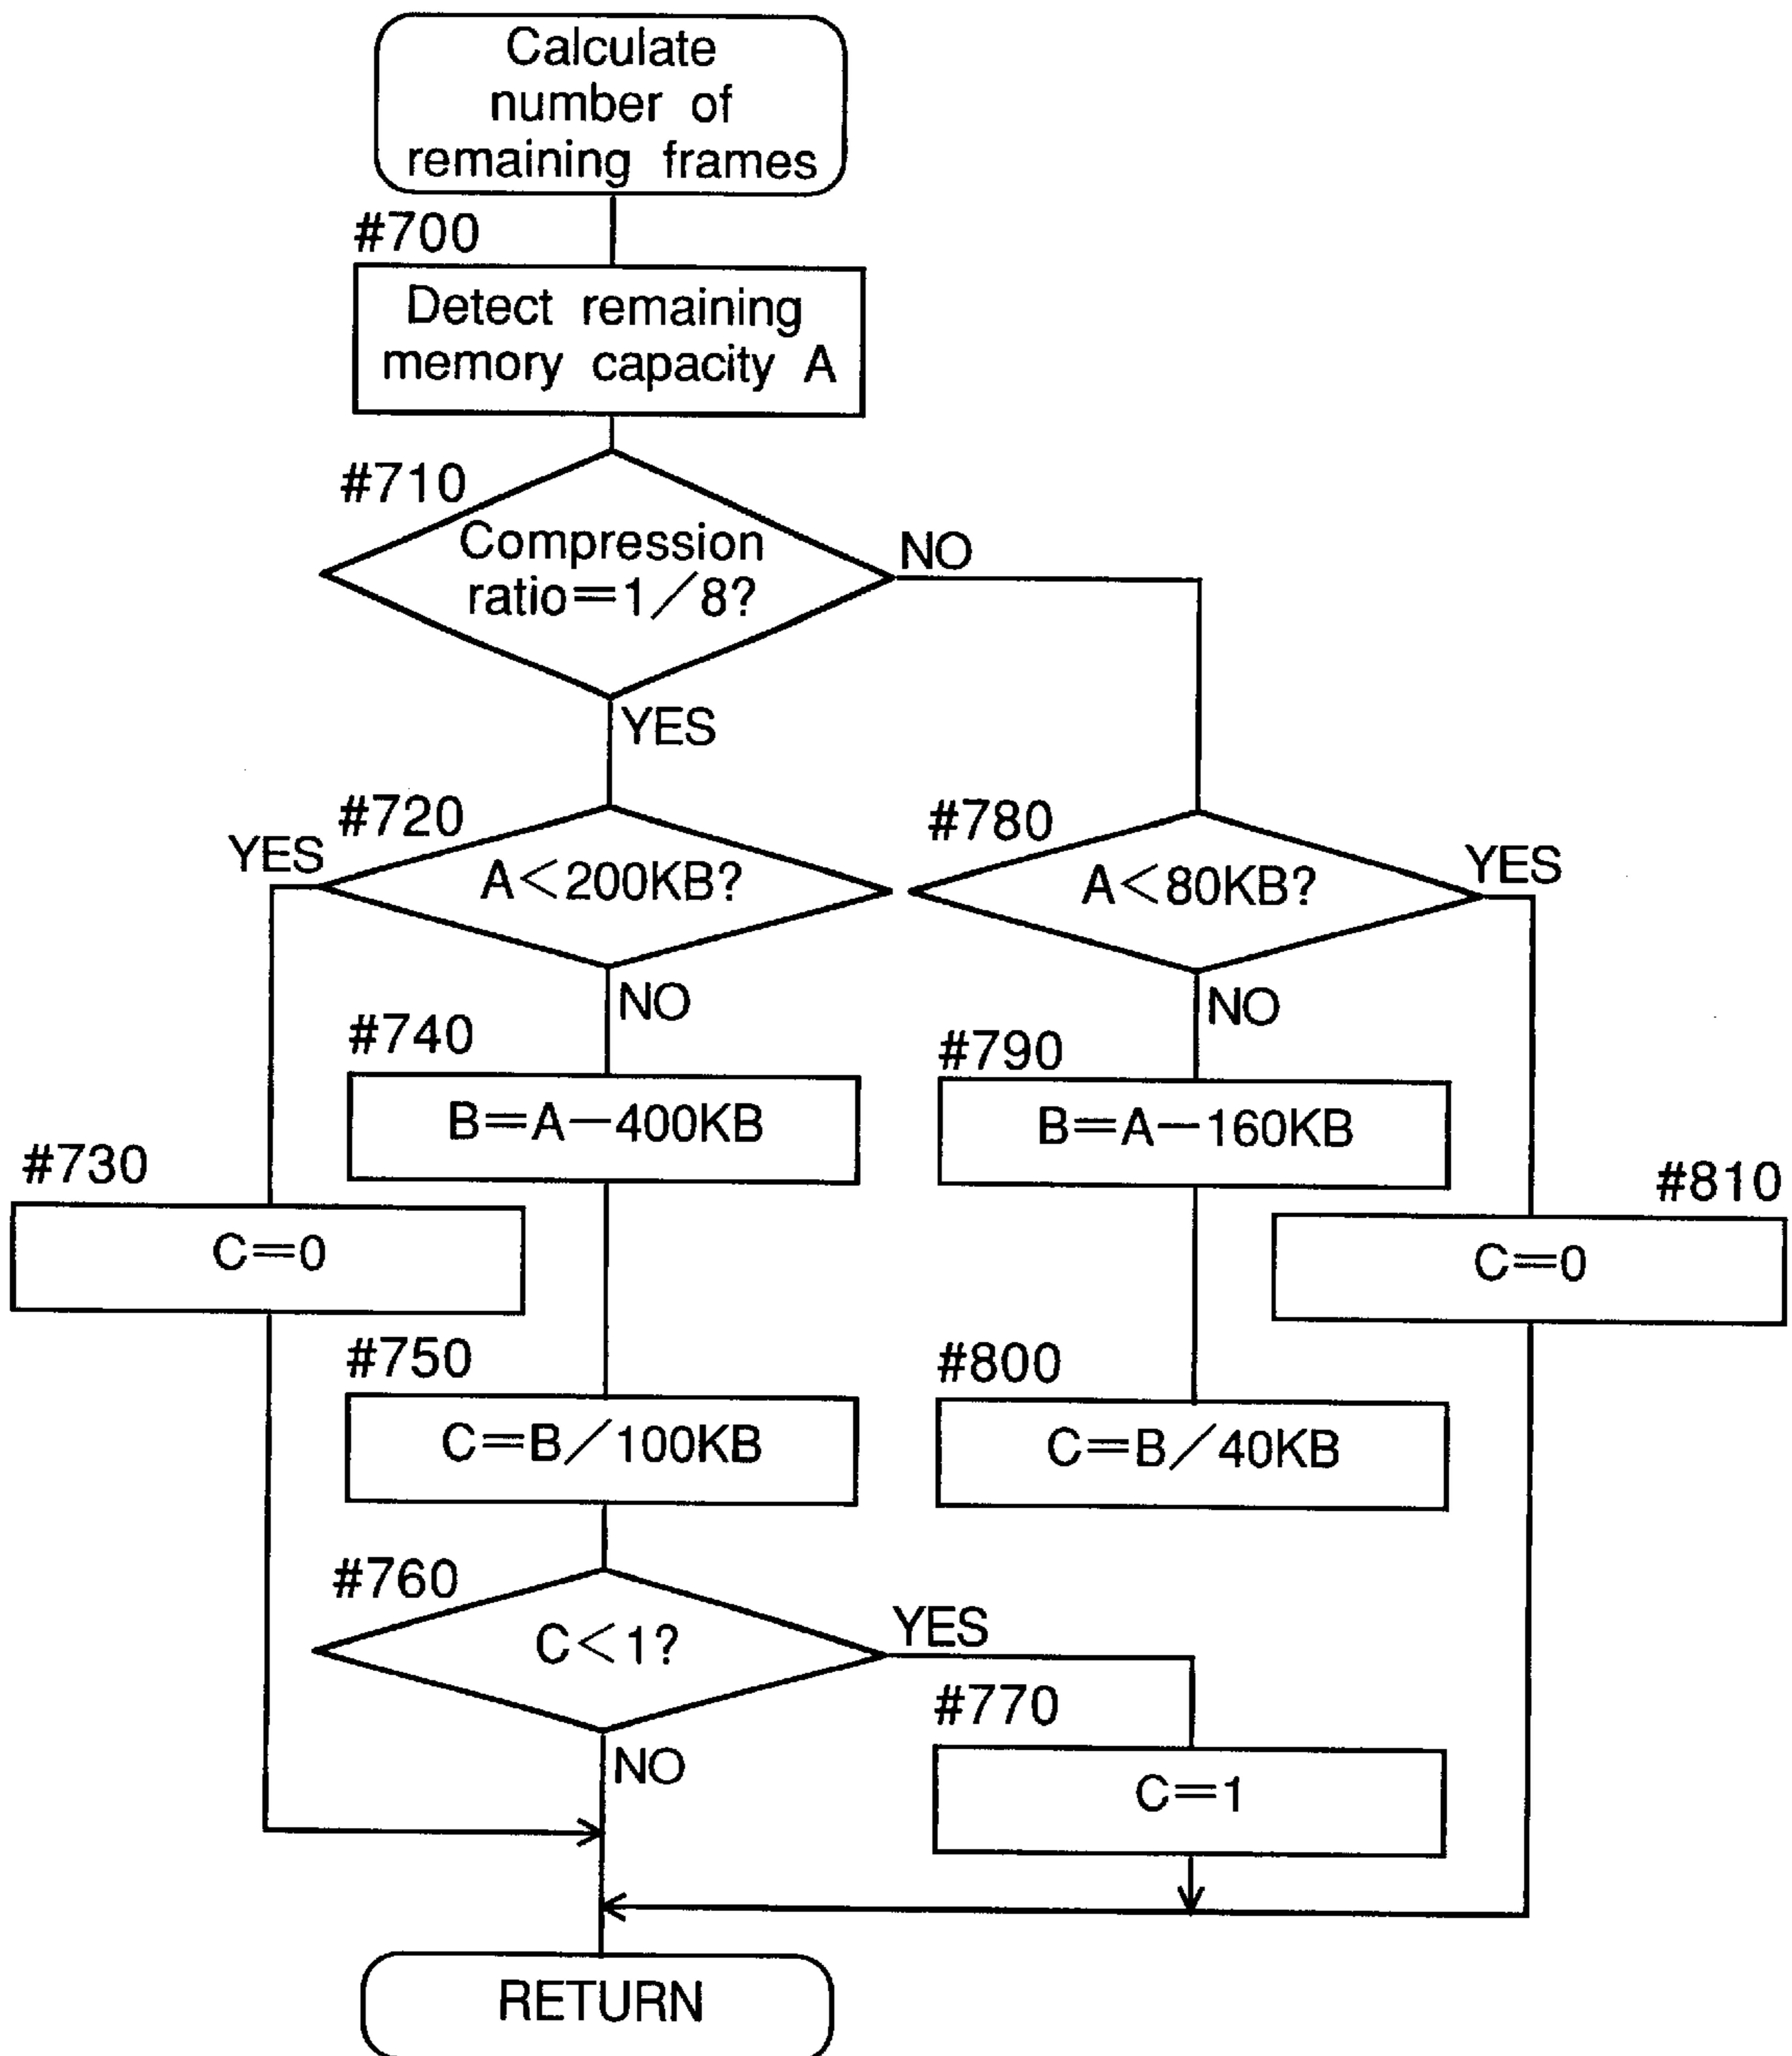 Calculate
number of
remaining frames
#700
Detect remaining
memory capacity A
#710
Compression
ratio=1/8?
NO
YES
#720
YES
A<200KB?
#780
A<80KB?
YES
NO
#740
B=A-400KB
NO
#790
B=A-160KB
#730
C=0
#810
C=0
#750
C=B/100KB
#800
C=B/40KB
#760
C<1?
YES
NO
#770
C=1
RETURN